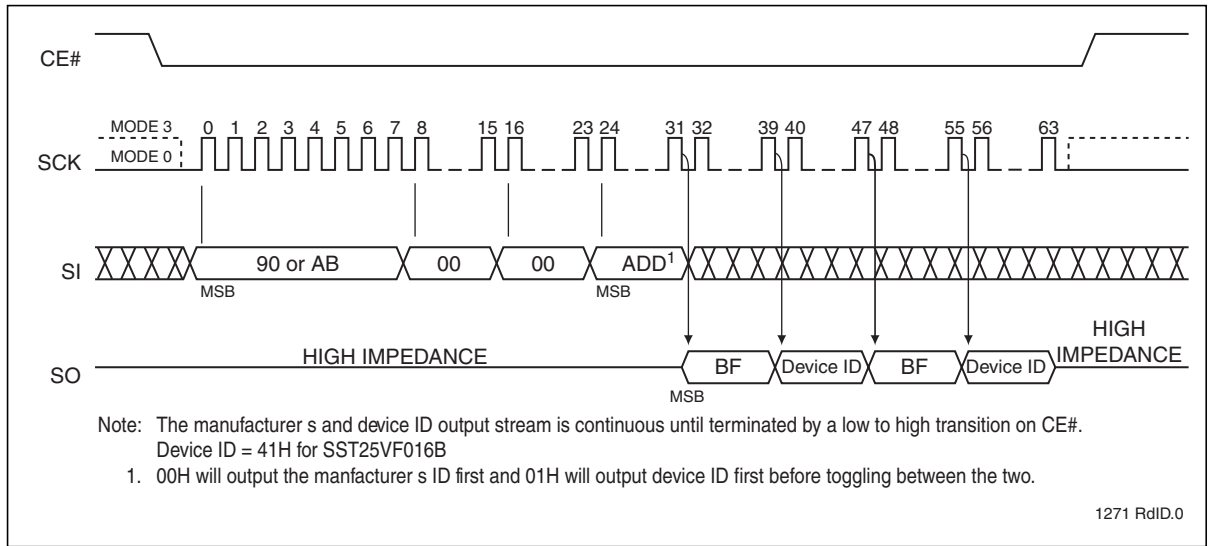 CE#
MODE 3 0 1 2 3 4 5 6 7 8 15 16 23 24 31 32 39 40 47 48 55 56 63
SCK MODE 0
SI 90 or AB 00 00 ADD1
MSB MSB
HIGH
SO HIGH IMPEDANCE BF Device ID BF Device ID IMPEDANCE
MSB
Note: The manufacturer s and device ID output stream is continuous until terminated by a low to high transition on CE#.
Device ID = 41H for SST25VF016B
1. 00H will output the manfacturer s ID first and 01H will output device ID first before toggling between the two.
1271 RdID.0